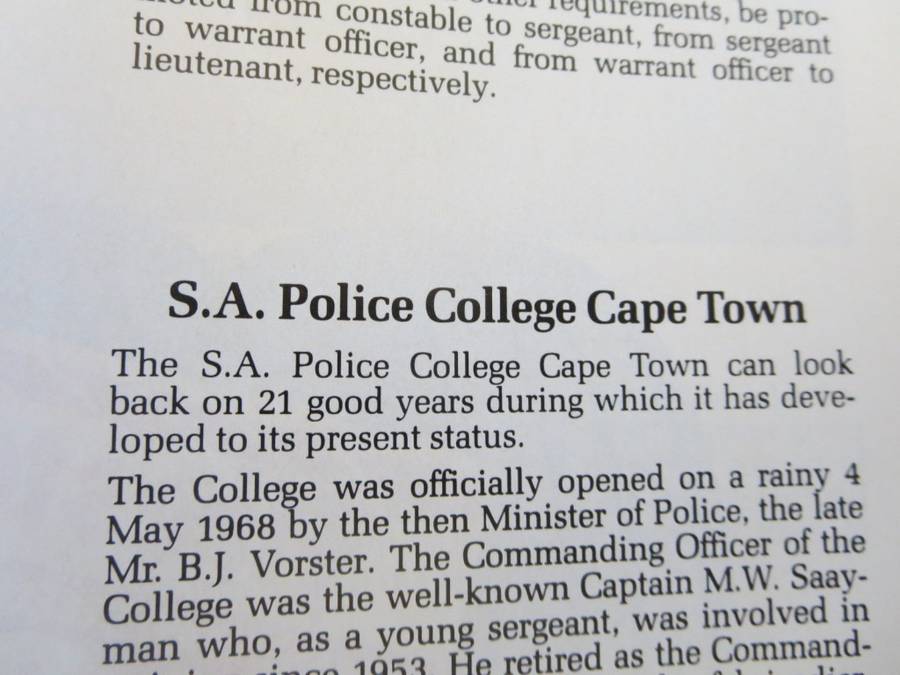 from constable to sergeant, from sergeant
to warrant officer, and from warrant officer to
lieutenant, respectively.
S.A. Police College Cape Town
The S.A. Police College Cape Town can look
back on 21 good years during which it has deve-
loped to its present status.
The College was officially opened on a rainy 4
May 1968 by the then Minister of Police, the late
Mr. B.J. Vorster. The Commanding Officer of the
College was the well-known Captain M.W. Saay-
man who, as a young sergeant, was involved in
since 1953. He retired as the Command-